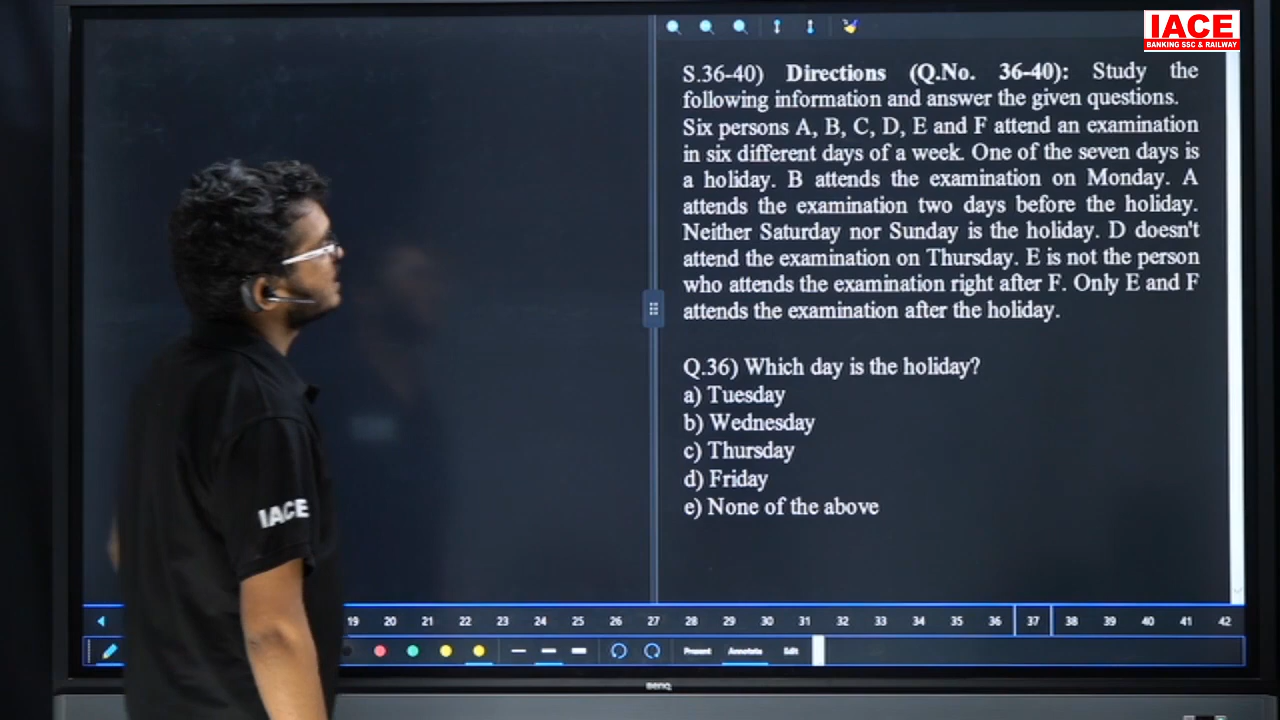 IACE
BANKING SSC & RAILWAY
S.36-40) Directions (Q.No. 36-40): Study the
following information and answer the given questions.
Six persons A, B, C, D, E and F attend an examination
in six different days of a week. One of the seven days is
a holiday. B attends the examination on Monday. A
attends the examination two days before the holiday.
Neither Saturday nor Sunday is the holiday. D doesn't
attend the examination on Thursday. E is not the person
who attends the examination right after F. Only E and F
attends the examination after the holiday.
Q.36) Which day is the holiday?
a) Tuesday
b) Wednesday
c) Thursday
d) Friday
e) None of the above
IACE
19 20 21 22 23 24 25 26 27 28 29 30 31 32 33 34 35 36 37 38 39 40 41 42
Present Annotate Edit
BenQ